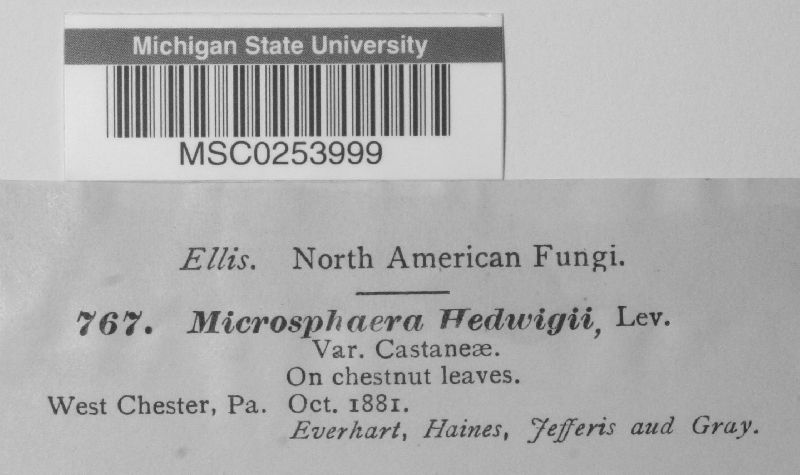 Michigan State University
MSC0253999
Ellis. North American Fungi.
767. Microsphaera Hedwigii, Lev.
Var. Castaneæ.
On chestnut leaves.
West Chester, Pa. Oct. 1881.
Everhart, Haines, Jefferis aud Gray.